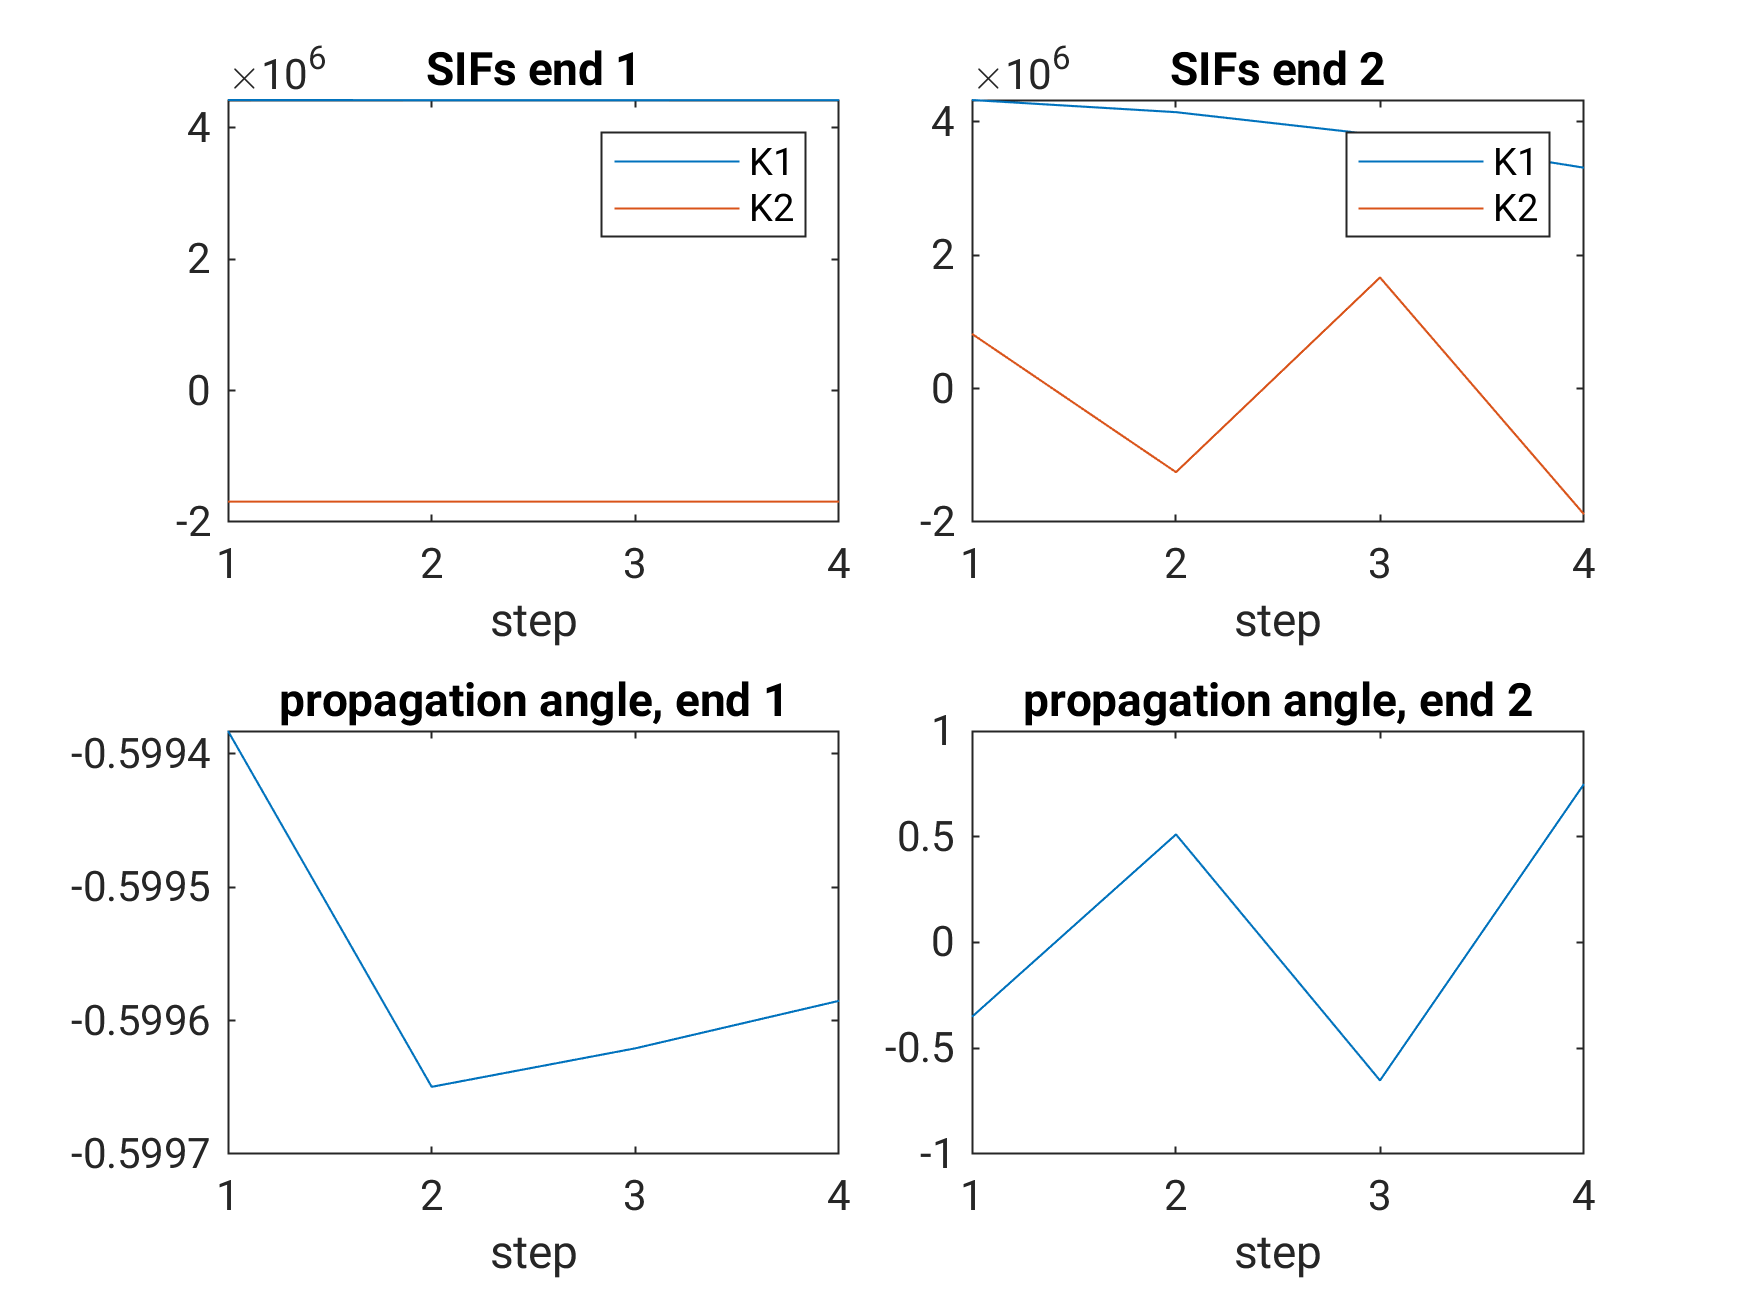 SIFs end 1
×10^6
4
2
0
-2
1 2 3 4
step
K1
K2
SIFs end 2
×10^6
4
2
0
-2
1 2 3 4
step
K1
K2
propagation angle, end 1
-0.5994
-0.5995
-0.5996
-0.5997
1 2 3 4
step
propagation angle, end 2
1
0.5
0
-0.5
-1
1 2 3 4
step